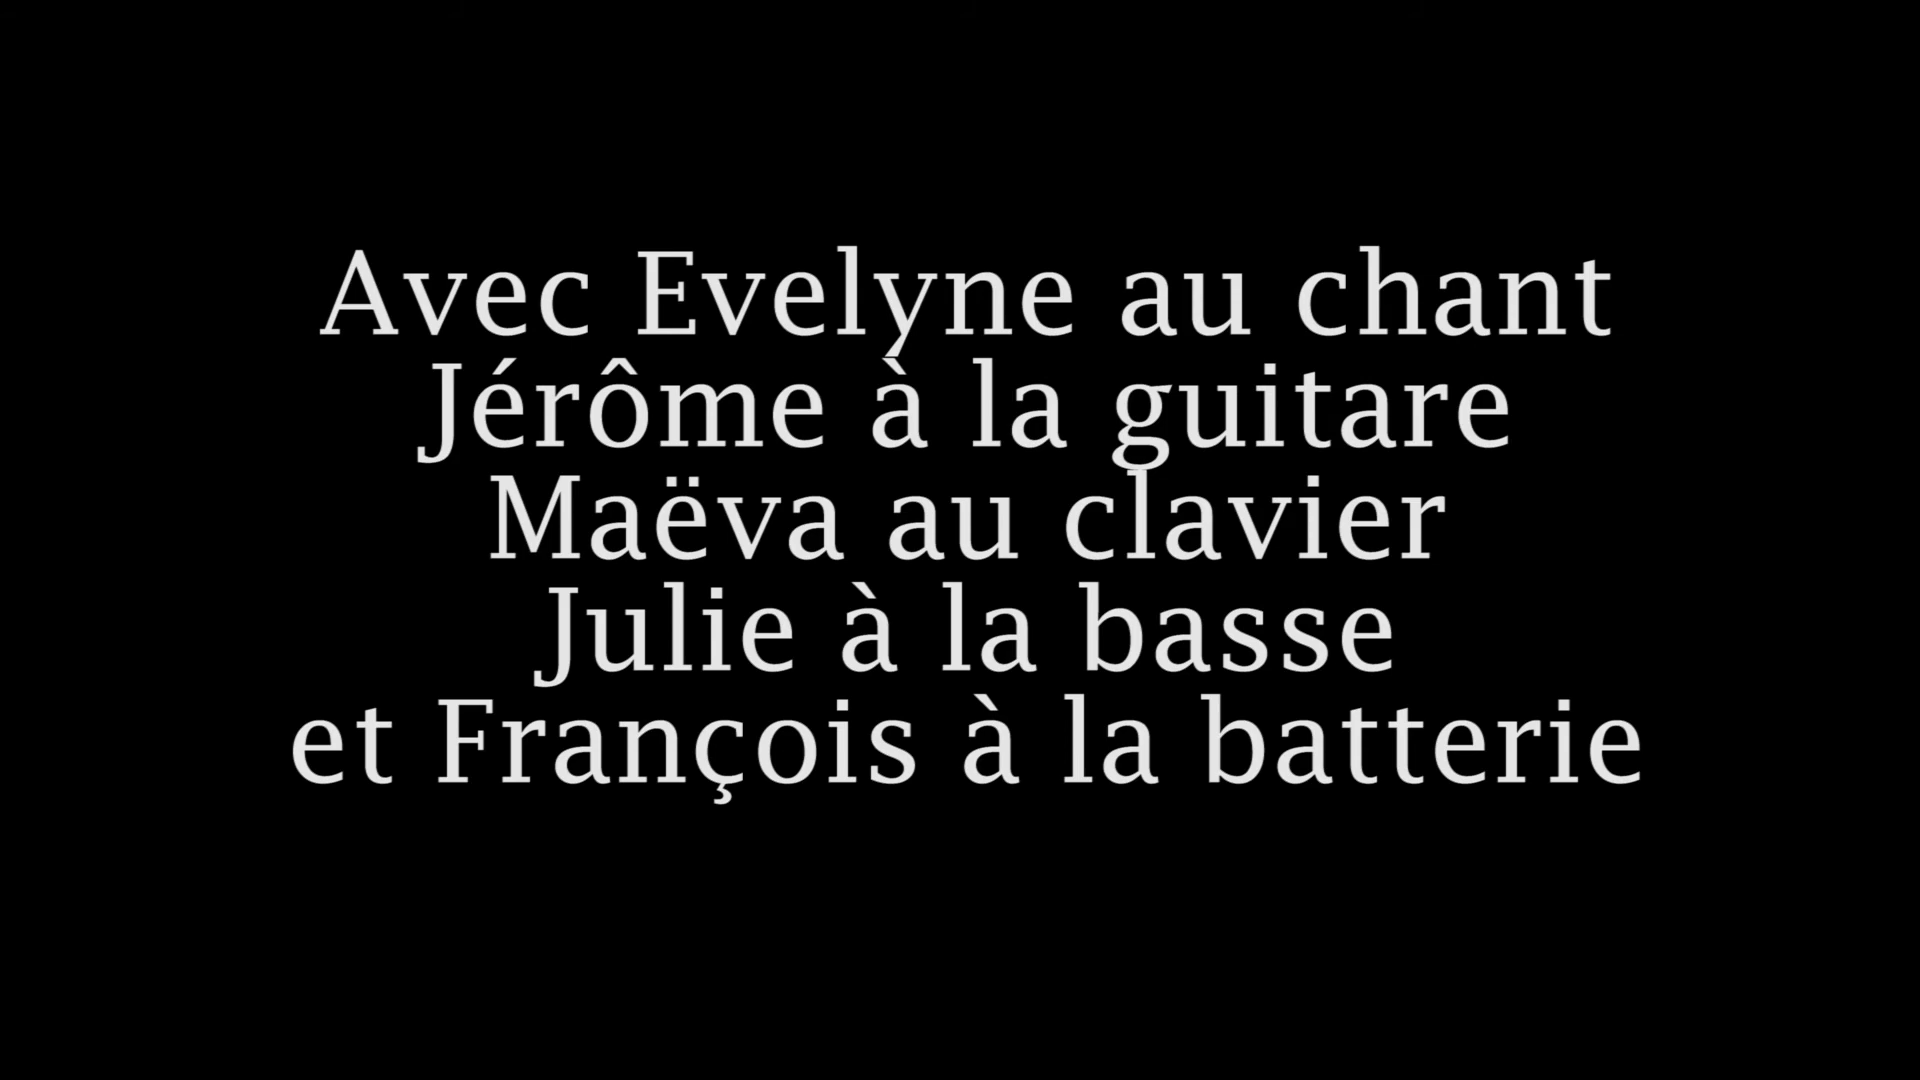 Avec Evelyne au chant
Jérôme à la guitare
Maëva au clavier
Julie à la basse
et François à la batterie